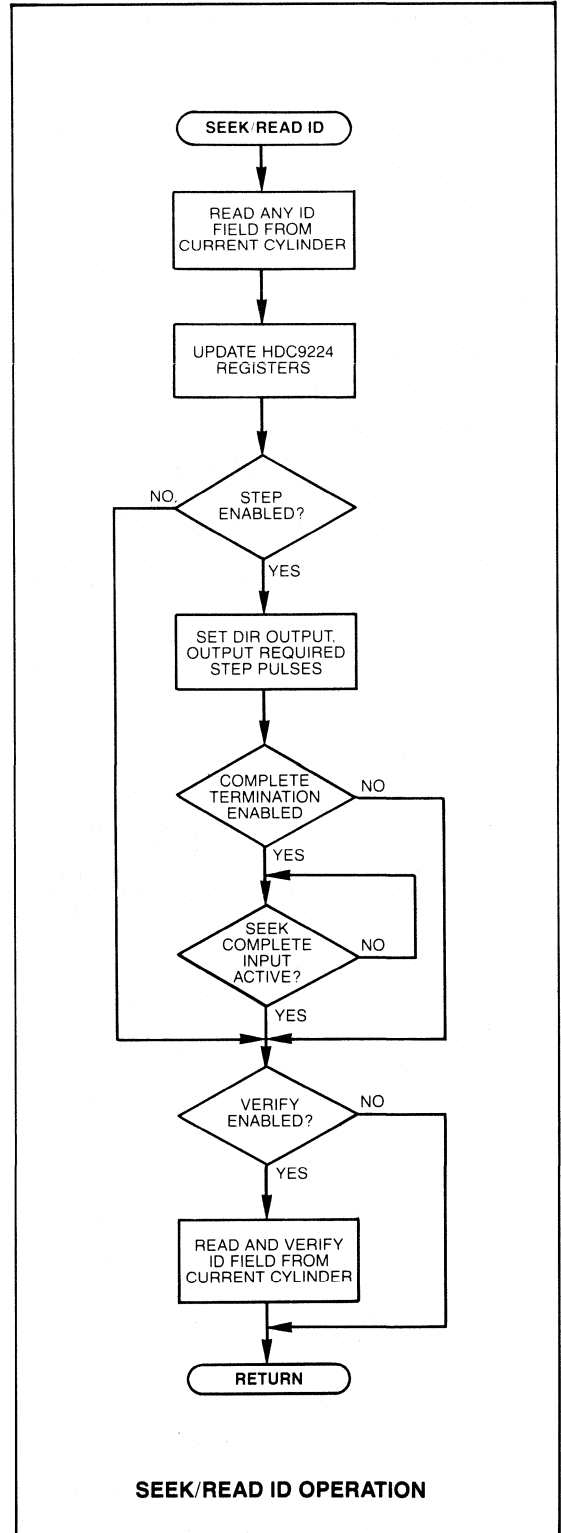 SEEK/READ ID
READ ANY ID
FIELD FROM
CURRENT CYLINDER
UPDATE HDC9224
REGISTERS
NO.
STEP
ENABLED?
YES
SET DIR OUTPUT.
OUTPUT REQUIRED
STEP PULSES
COMPLETE
TERMINATION
ENABLED
NO
YES
SEEK
COMPLETE
INPUT
ACTIVE?
NO
YES
VERIFY
ENABLED?
NO
YES
READ AND VERIFY
ID FIELD FROM
CURRENT CYLINDER
RETURN
SEEK/READ ID OPERATION